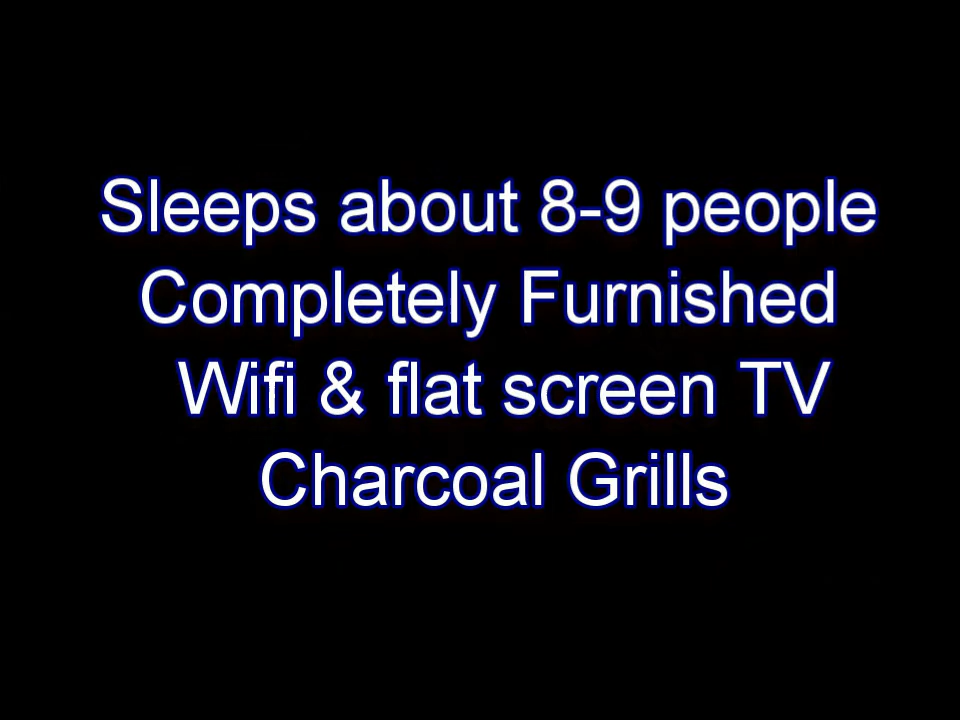 Sleeps about 8-9 people
Completely Furnished
Wifi & flat screen TV
Charcoal Grills